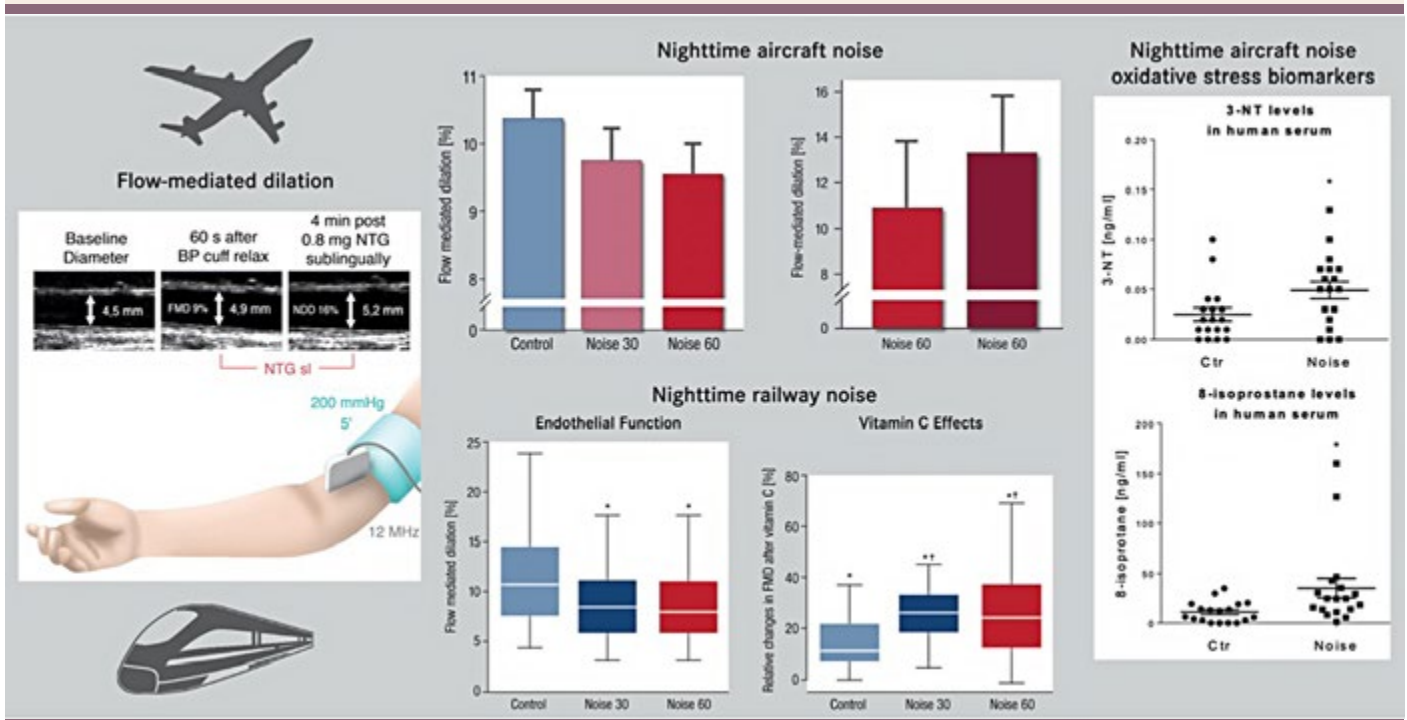 Flow-mediated dilation
Baseline
Diameter
60 s after
BP cuff relax
4 min post
0.8 mg NTG
sublingually
4,5 mm
FMD 9%
4,9 mm
NDD 16%
5,2 mm
NTG sl
200 mmHg
5'
12 MHz
Nighttime aircraft noise
Flow mediated dilation [%]
11
10
9
8
0
Control
Noise 30
Noise 60
Flow-mediated dilation [%]
16
14
12
10
8
0
Noise 60
Noise 60
Nighttime railway noise
Endothelial Function
Flow mediated dilation [%]
25
20
15
10
5
0
*
*
Control
Noise 30
Noise 60
Vitamin C Effects
Relative changes in FMD after vitamin C [%]
80
60
40
20
0
*
*†
*†
Control
Noise 30
Noise 60
Nighttime aircraft noise
oxidative stress biomarkers
3-NT levels
in human serum
3-NT [ng/ml]
0.20
0.15
0.10
0.05
0.00
*
Ctr
Noise
8-isoprostane levels
in human serum
8-isoprotane [ng/ml]
200
150
100
50
0
*
Ctr
Noise